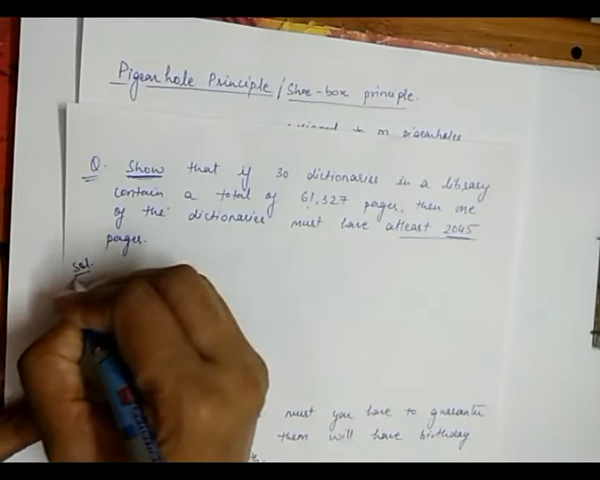 Pigeonhole Principle / Shoe-box principle.
to m pigeonholes
Q. Show that if 30 dictionaries in a library
contain a total of 61,327 pages, then one
of the dictionaries must have atleast 2045
pages.
Sol.
must you have to guarantee
them will have birthday